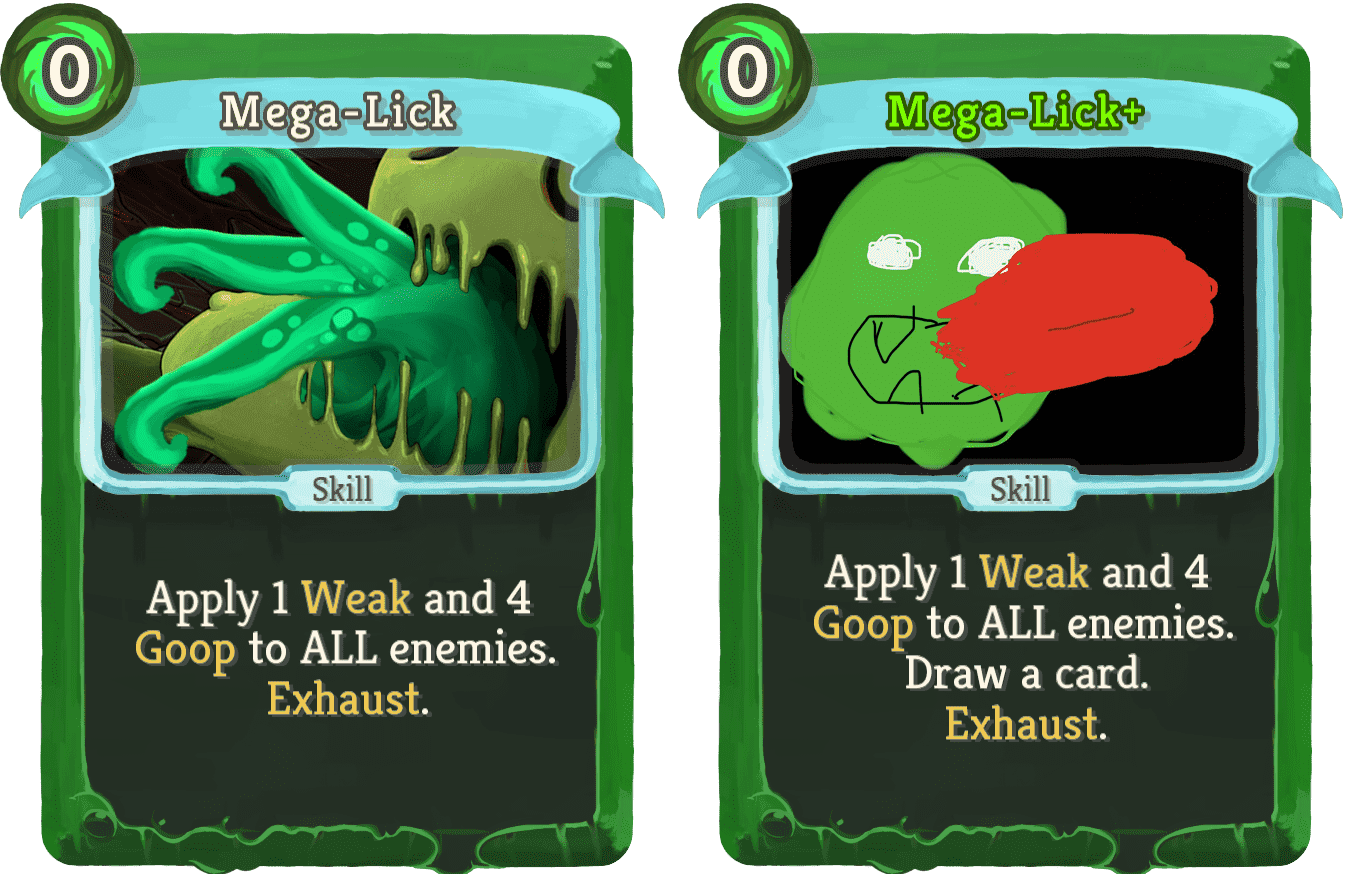 0
Mega-Lick
Skill
Apply 1 Weak and 4
Goop to ALL enemies.
Exhaust.
0
Mega-Lick+
Skill
Apply 1 Weak and 4
Goop to ALL enemies.
Draw a card.
Exhaust.